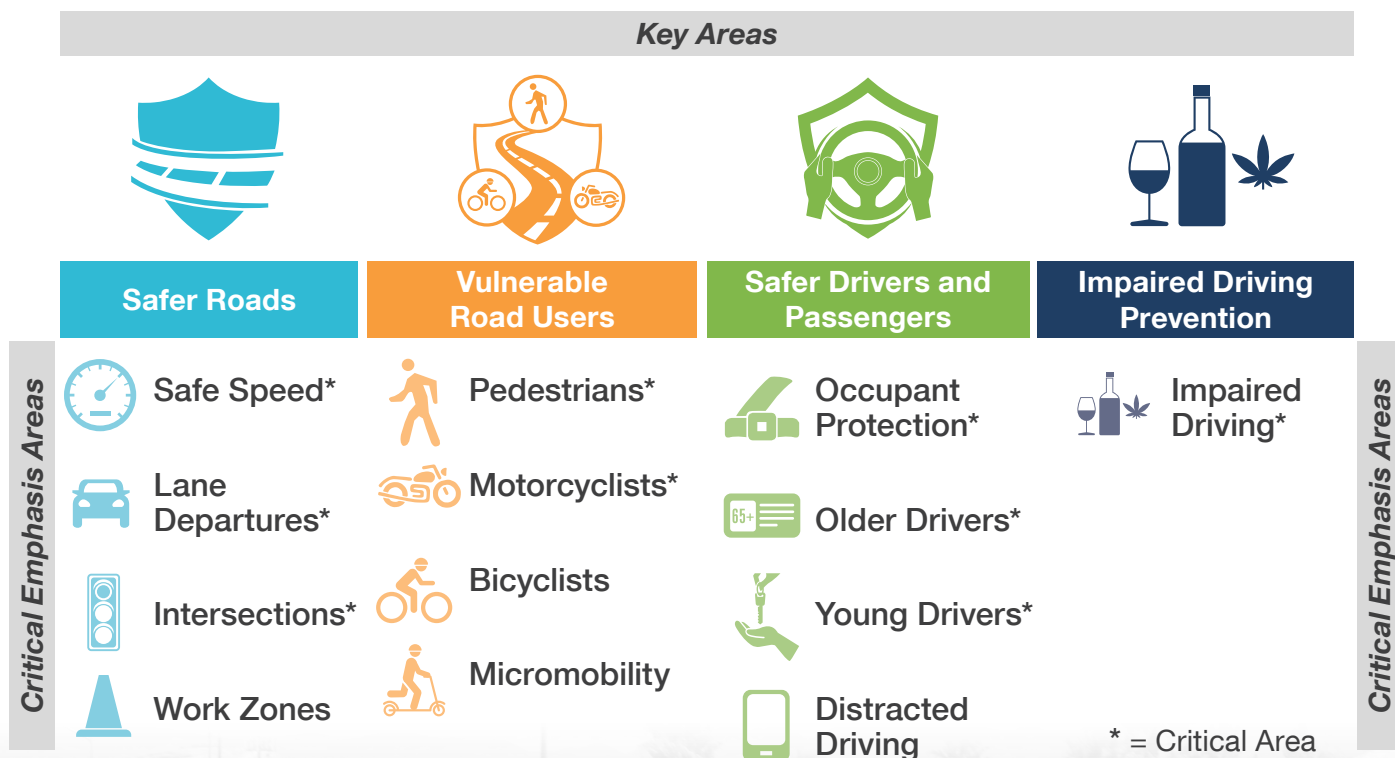 Key Areas
Safer Roads
Vulnerable
Road Users
Safer Drivers and
Passengers
Impaired Driving
Prevention
Critical Emphasis Areas
Safe Speed*
Lane
Departures*
Intersections*
Work Zones
Pedestrians*
Motorcyclists*
Bicyclists
Micromobility
Occupant
Protection*
65+
Older Drivers*
Young Drivers*
Distracted
Driving
Impaired
Driving*
* = Critical Area
Critical Emphasis Areas